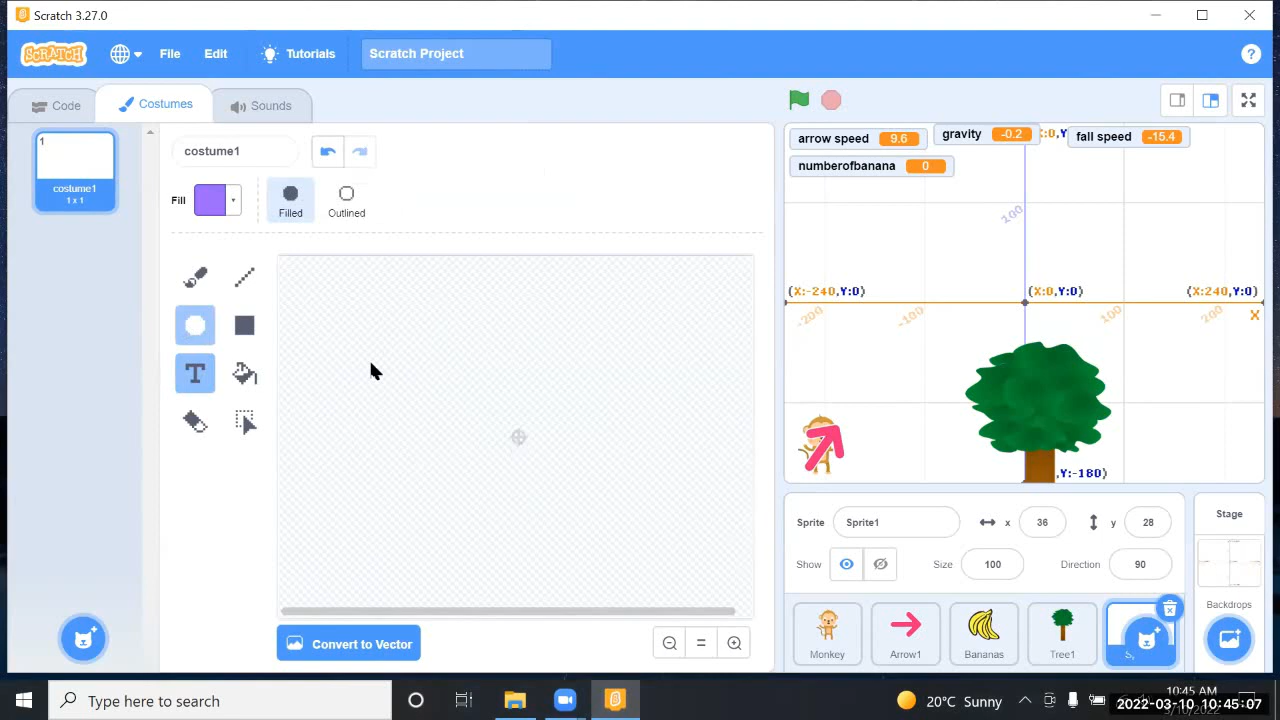 Scratch 3.27.0
SCRATCH
File
Edit
Tutorials
Scratch Project
?
Code
Costumes
Sounds
1
costume1
1 x 1
costume1
Fill
Filled
Outlined
T
Convert to Vector
arrow speed 9.6
gravity -0.2
fall speed -15.4
numberofbanana 0
100
(X:-240,Y:0)
(X:0,Y:0)
(X:240,Y:0)
-200
-100
100
200
X
,Y:-180)
Sprite
Sprite1
x
36
y
28
Show
Size
100
Direction
90
Stage
Backdrops
Monkey
Arrow1
Bananas
Tree1
Type here to search
20°C Sunny
10:45 AM
2022-03-10 10:45:07